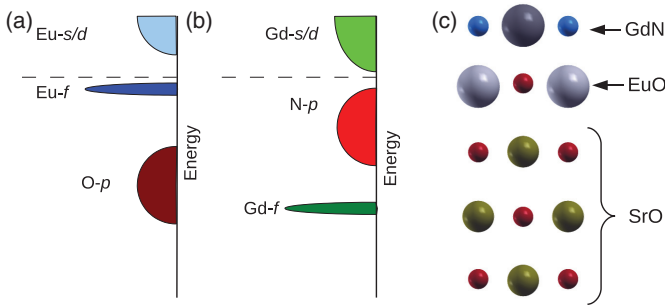 (a)
Eu-s/d
Eu-f
O-p
Energy
(b)
Gd-s/d
N-p
Gd-f
Energy
(c)
GdN
EuO
SrO